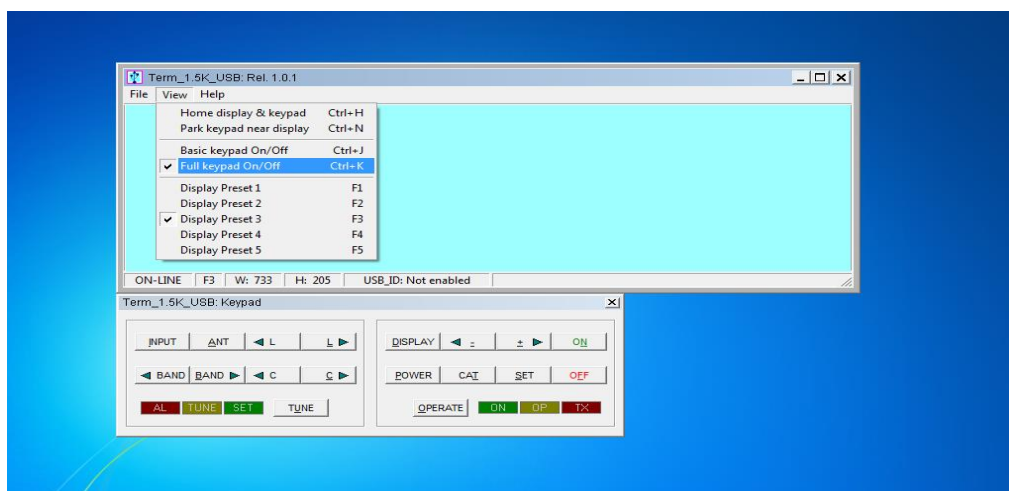 Term_1.5K_USB: Rel. 1.0.1
File View Help
Home display & keypad Ctrl+H
Park keypad near display Ctrl+N
Basic keypad On/Off Ctrl+J
Full keypad On/Off Ctrl+K
Display Preset 1 F1
Display Preset 2 F2
Display Preset 3 F3
Display Preset 4 F4
Display Preset 5 F5
ON-LINE F3 W: 733 H: 205 USB_ID: Not enabled
Term_1.5K_USB: Keypad
INPUT ANT ◄ L L ► DISPLAY ◄ - + ► ON
◄ BAND BAND ► ◄ C C ► POWER CAT SET OFF
AL TUNE SET TUNE OPERATE ON OP TX